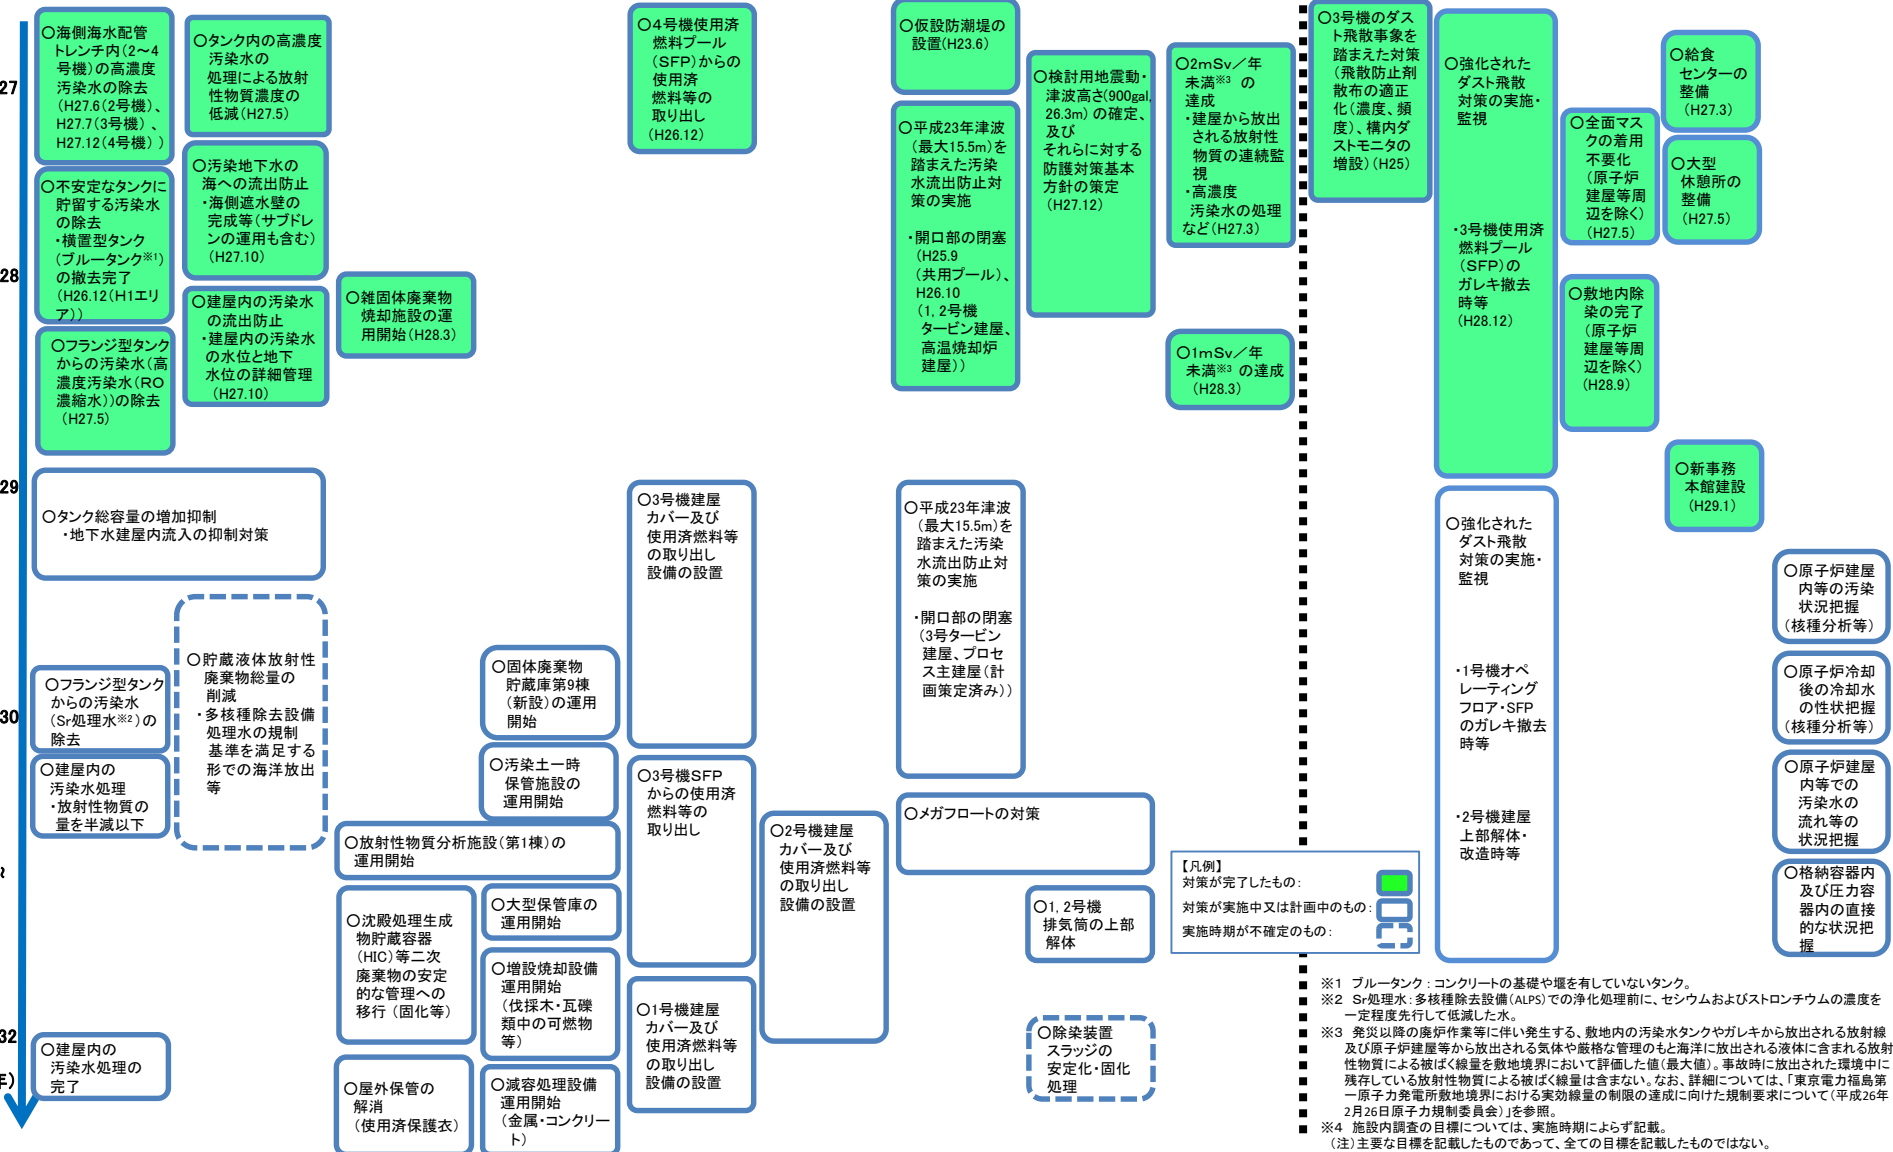 27
28
29
30
～
32
年）
○海側海水配管
トレンチ内（2～4
号機）の高濃度
汚染水の除去
（H27.6（2号機）、
H27.7（3号機）、
H27.12（4号機））
○不安定なタンクに
貯留する汚染水
の除去
・横置型タンク
（ブルータンク※1）
の撤去完了
（H26.12（H1エリ
ア））
○フランジ型タンク
からの汚染水（高
濃度汚染水（RO
濃縮水））の除去
（H27.5）
○タンク内の高濃度
汚染水の
処理による放射
性物質濃度の
低減（H27.5）
○汚染地下水の
海への流出防止
・海側遮水壁の
完成等（サブドレ
ンの運用も含む）
（H27.10）
○建屋内の汚染水
の流出防止
・建屋内の汚染水
の水位と地下
水位の詳細管理
（H27.10）
○雑固体廃棄物
焼却施設の運
用開始（H28.3）
○4号機使用済
燃料プール
（SFP）からの
使用済
燃料等の
取り出し
（H26.12）
○仮設防潮堤の
設置（H23.6）
○平成23年津波
（最大15.5m）を
踏まえた汚染
水流出防止対
策の実施
・開口部の閉塞
（H25.9
（共用プール）、
H26.10
（1, 2号機
タービン建屋、
高温焼却炉
建屋））
○検討用地震動・
津波高さ（900gal,
26.3m）の確定、
及び
それらに対する
防護対策基本
方針の策定
（H27.12）
○2mSv／年
未満※3 の
達成
・建屋から放出
される放射性
物質の連続監
視
・高濃度
汚染水の処理
など（H27.3）
○1mSv／年
未満※3 の達成
（H28.3）
○3号機のダス
ト飛散事象を
踏まえた対策
（飛散防止剤
散布の適正
化（濃度、頻
度）、構内ダ
ストモニタの
増設）（H25）
○強化された
ダスト飛散
対策の実施・
監視
・3号機使用済
燃料プール
（SFP）の
ガレキ撤去
時等
（H28.12）
○全面マス
クの着用
不要化
（原子炉
建屋等周
辺を除く）
（H27.5）
○敷地内除
染の完了
（原子炉
建屋等周
辺を除く）
（H28.9）
○給食
センターの
整備
（H27.3）
○大型
休憩所の
整備
（H27.5）
○新事務
本館建設
（H29.1）
○タンク総容量の増加抑制
・地下水建屋内流入の抑制対策
○フランジ型タンク
からの汚染水
（Sr処理水※2）の
除去
○建屋内の
汚染水処理
・放射性物質の
量を半減以下
○建屋内の
汚染水処理の
完了
○貯蔵液体放射性
廃棄物総量の
削減
・多核種除去設備
処理水の規制
基準を満足する
形での海洋放出
等
○固体廃棄物
貯蔵庫第9棟
（新設）の運用
開始
○汚染土一時
保管施設の
運用開始
○放射性物質分析施設（第1棟）の
運用開始
○沈殿処理生成
物貯蔵容器
（HIC）等二次
廃棄物の安定
的な管理への
移行 （固化等）
○屋外保管の
解消
（使用済保護衣）
○大型保管庫の
運用開始
○増設焼却設備
運用開始
（伐採木・瓦礫
類中の可燃物
等）
○減容処理設備
運用開始
（金属・コンクリー
ト）
○3号機建屋
カバー及び
使用済燃料等
の取り出し
設備の設置
○3号機SFP
からの使用済
燃料等の
取り出し
○1号機建屋
カバー及び
使用済燃料等
の取り出し
設備の設置
○2号機建屋
カバー及び
使用済燃料等
の取り出し
設備の設置
○平成23年津波
（最大15.5m）を
踏まえた汚染
水流出防止対
策の実施
・開口部の閉塞
（3号タービン
建屋、プロセ
ス主建屋（計
画策定済み））
○メガフロートの対策
○1, 2号機
排気筒の上部
解体
○除染装置
スラッジの
安定化・固化
処理
○強化された
ダスト飛散
対策の実施・
監視
・1号機オペ
レーティング
フロア・SFP
のガレキ撤去
時等
・2号機建屋
上部解体・
改造時等
○原子炉建屋
内等の汚染
状況把握
（核種分析等）
○原子炉冷却
後の冷却水
の性状把握
（核種分析等）
○原子炉建屋
内等での
汚染水の
流れ等の
状況把握
○格納容器内
及び圧力容
器内の直接
的な状況把
握
【凡例】
対策が完了したもの：
対策が実施中又は計画中のもの：
実施時期が不確定のもの：
※1 ブルータンク：コンクリートの基礎や堰を有していないタンク。
※2 Sr処理水：多核種除去設備（ALPS）での浄化処理前に、セシウムおよびストロンチウムの濃度を
一定程度先行して低減した水。
※3 発災以降の廃炉作業等に伴い発生する、敷地内の汚染水タンクやガレキから放出される放射線
及び原子炉建屋等から放出される気体や厳格な管理のもと海洋に放出される液体に含まれる放射
性物質による被ばく線量を敷地境界において評価した値（最大値）。事故時に放出された環境中に
残存している放射性物質による被ばく線量は含まない。なお、詳細については、「東京電力福島第
一原子力発電所敷地境界における実効線量の制限の達成に向けた規制要求について（平成26年
2月26日原子力規制委員会）」を参照。
※4 施設内調査の目標については、実施時期によらず記載。
（注）主要な目標を記載したものであって、全ての目標を記載したものではない。